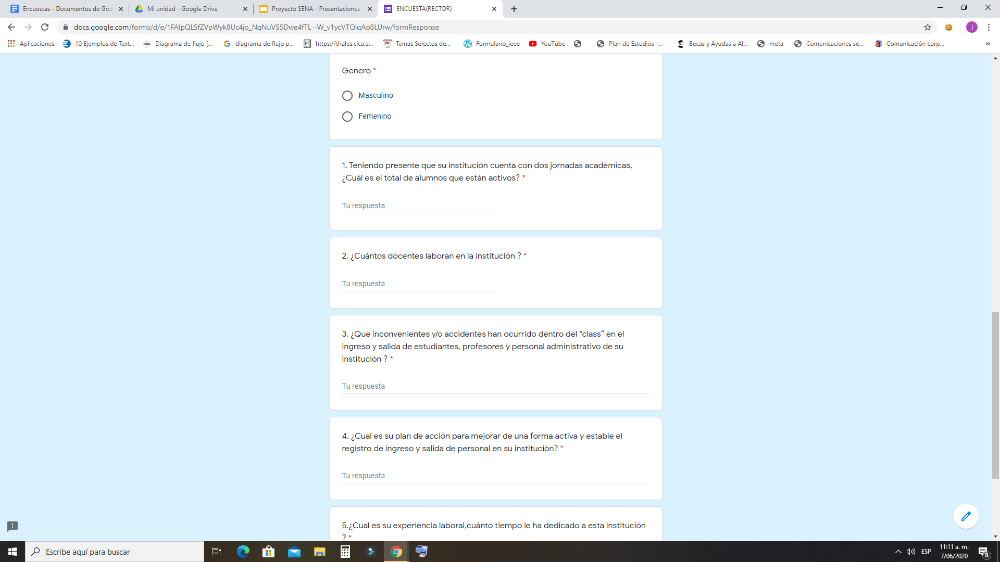 Encuestas - Documentos de Goo
Mi unidad - Google Drive
Proyecto SENA - Presentaciones
ENCUESTA(RECTOR)
docs.google.com/forms/d/e/1FAIpQLSfZVpWyk8Uc4jo_NgNuVS5Dwe4fTL--W_v1ycVTQiqAo8LUrw/formResponse
j
Aplicaciones
10 Ejemplos de Text...
Diagrama de flujo [...
diagrama de flujo p...
https://thales.cica.e...
Temas Selectos de...
Formulario_ieee
YouTube
Plan de Estudios -...
Becas y Ayudas a Al...
meta
Comunicaciones se...
Comunicación corp...
»
Genero *
Masculino
Femenino
1. Teniendo presente que su institución cuenta con dos jornadas académicas,
¿Cuál es el total de alumnos que están activos? *
Tu respuesta
2. ¿Cuántos docentes laboran en la institución ? *
Tu respuesta
3. ¿Que inconvenientes y/o accidentes han ocurrido dentro del “class” en el
ingreso y salida de estudiantes, profesores y personal administrativo de su
institución ? *
Tu respuesta
4. ¿Cual es su plan de acción para mejorar de una forma activa y estable el
registro de ingreso y salida de personal en su institución? *
Tu respuesta
5.¿Cual es su experiencia laboral,cuánto tiempo le ha dedicado a esta institución
? *
Escribe aquí para buscar
ESP
11:11 a. m.
7/06/2020
8